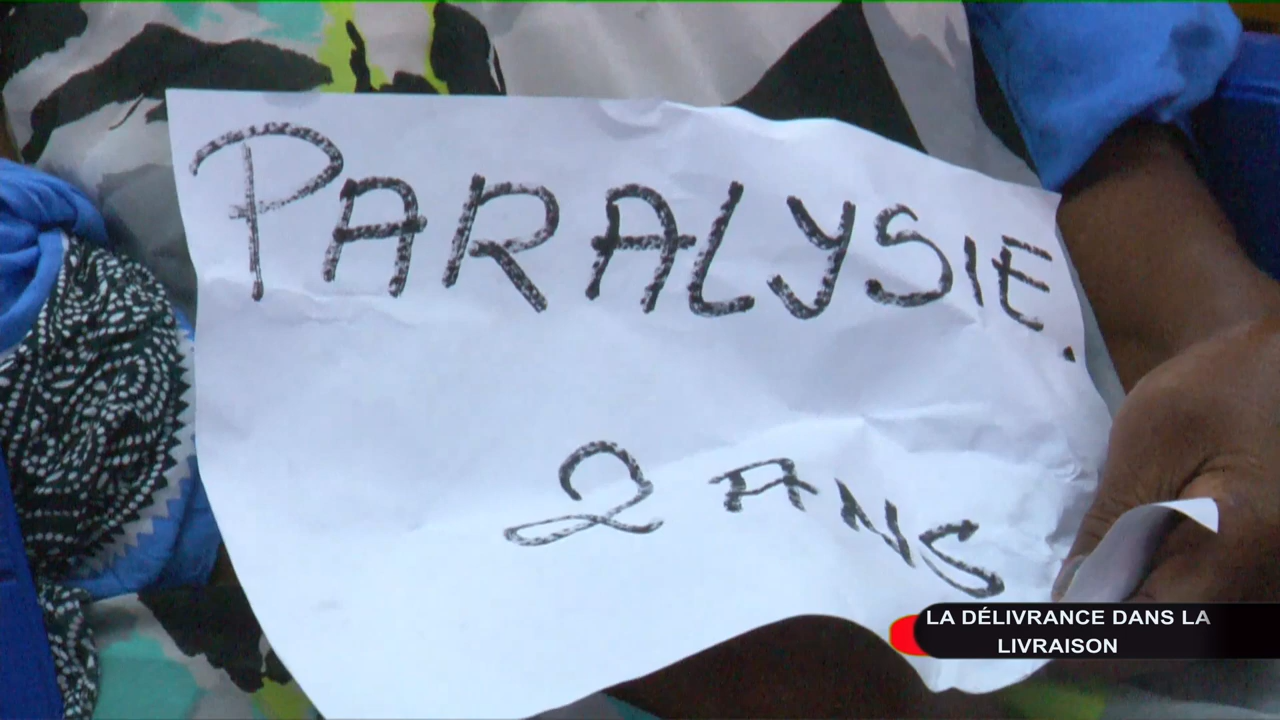 PARALYSIE.
2 ANS
LA DÉLIVRANCE DANS LA
LIVRAISON